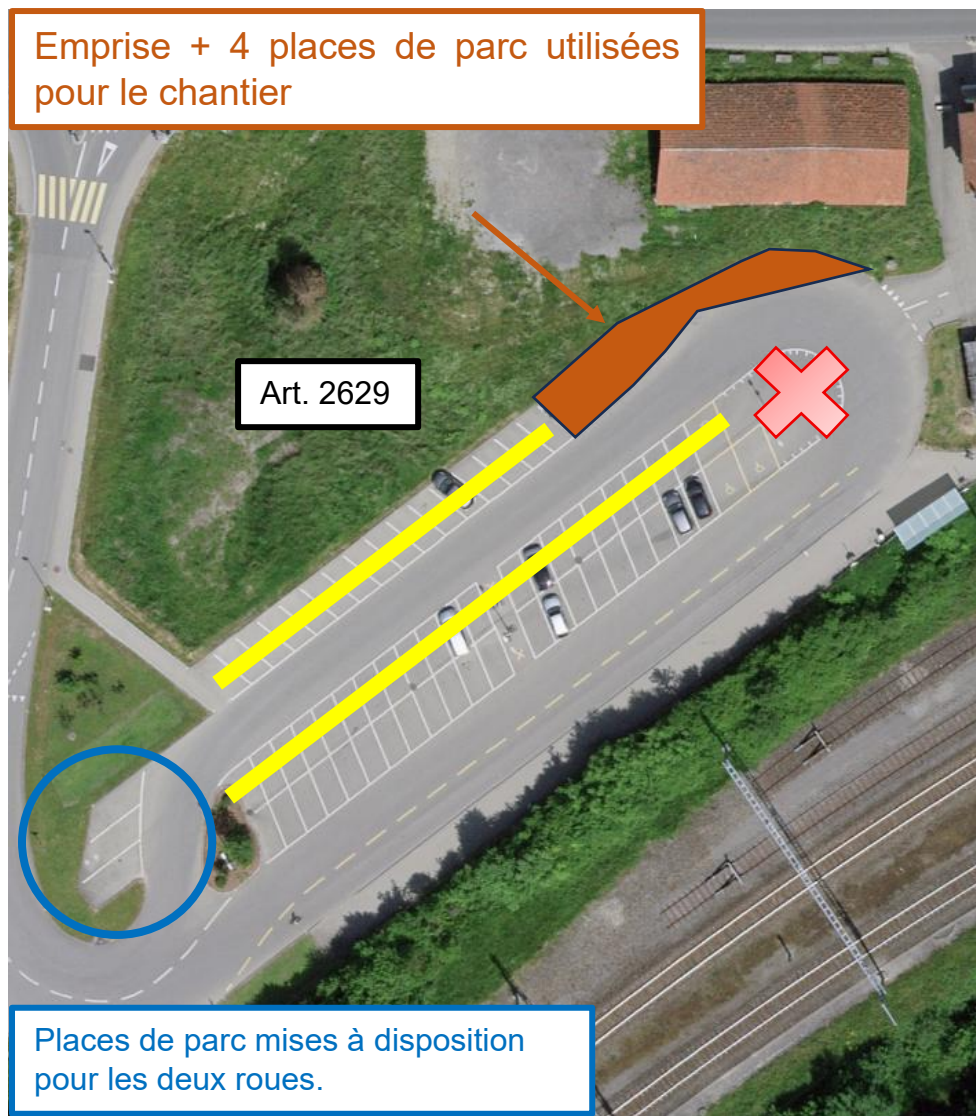 Emprise + 4 places de parc utilisées
pour le chantier
Art. 2629
Places de parc mises à disposition
pour les deux roues.